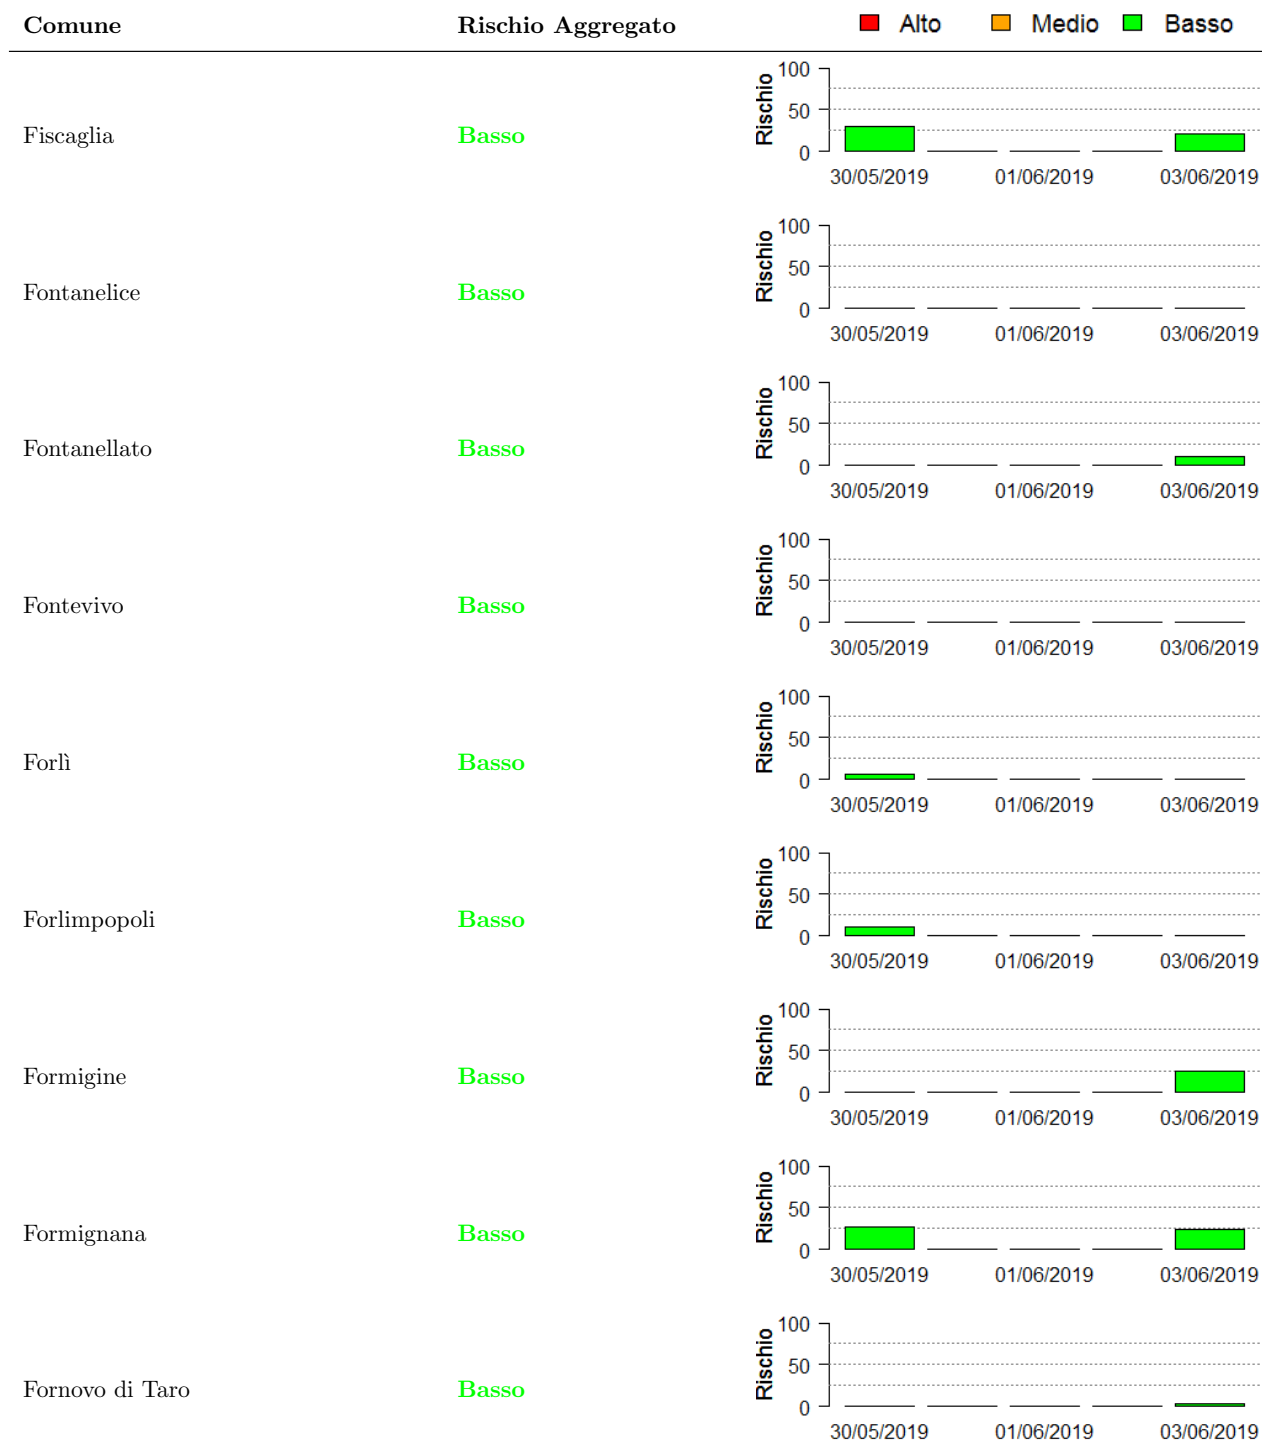 Comune Rischio Aggregato Alto Medio Basso
100
50
0
Rischio
Fiscaglia Basso
30/05/2019 01/06/2019 03/06/2019
100
50
0
Rischio
Fontanelice Basso
30/05/2019 01/06/2019 03/06/2019
100
50
0
Rischio
Fontanellato Basso
30/05/2019 01/06/2019 03/06/2019
100
50
0
Rischio
Fontevivo Basso
30/05/2019 01/06/2019 03/06/2019
100
50
0
Rischio
Forlì Basso
30/05/2019 01/06/2019 03/06/2019
100
50
0
Rischio
Forlimpopoli Basso
30/05/2019 01/06/2019 03/06/2019
100
50
0
Rischio
Formigine Basso
30/05/2019 01/06/2019 03/06/2019
100
50
0
Rischio
Formignana Basso
30/05/2019 01/06/2019 03/06/2019
100
50
0
Rischio
Fornovo di Taro Basso
30/05/2019 01/06/2019 03/06/2019